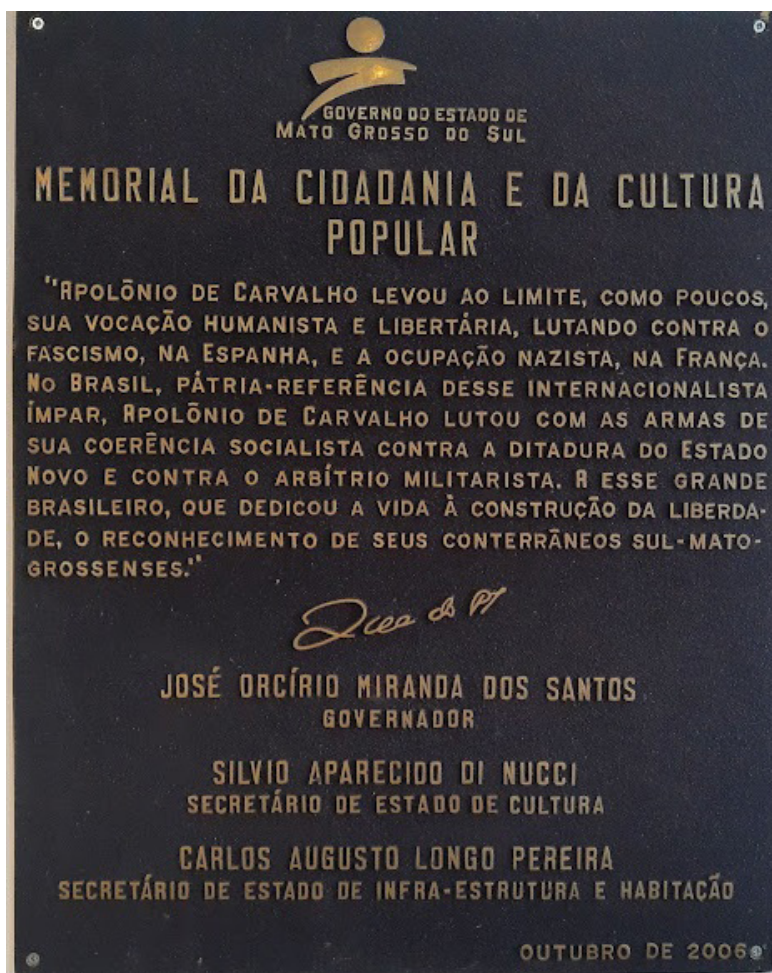 GOVERNO DO ESTADO DE
MATO GROSSO DO SUL
MEMORIAL DA CIDADANIA E DA CULTURA
POPULAR
"APOLÔNIO DE CARVALHO LEVOU AO LIMITE, COMO POUCOS,
SUA VOCAÇÃO HUMANISTA E LIBERTÁRIA, LUTANDO CONTRA O
FASCISMO, NA ESPANHA, E A OCUPAÇÃO NAZISTA, NA FRANÇA.
NO BRASIL, PÁTRIA-REFERÊNCIA DESSE INTERNACIONALISTA
ÍMPAR, APOLÔNIO DE CARVALHO LUTOU COM AS ARMAS DE
SUA COERÊNCIA SOCIALISTA CONTRA A DITADURA DO ESTADO
NOVO E CONTRA O ARBÍTRIO MILITARISTA. A ESSE GRANDE
BRASILEIRO, QUE DEDICOU A VIDA À CONSTRUÇÃO DA LIBERDA-
DE, O RECONHECIMENTO DE SEUS CONTERRÂNEOS SUL-MATO-
GROSSENSES."
Zeca do PT
JOSÉ ORCÍRIO MIRANDA DOS SANTOS
GOVERNADOR
SILVIO APARECIDO DI NUCCI
SECRETÁRIO DE ESTADO DE CULTURA
CARLOS AUGUSTO LONGO PEREIRA
SECRETÁRIO DE ESTADO DE INFRA-ESTRUTURA E HABITAÇÃO
OUTUBRO DE 2006